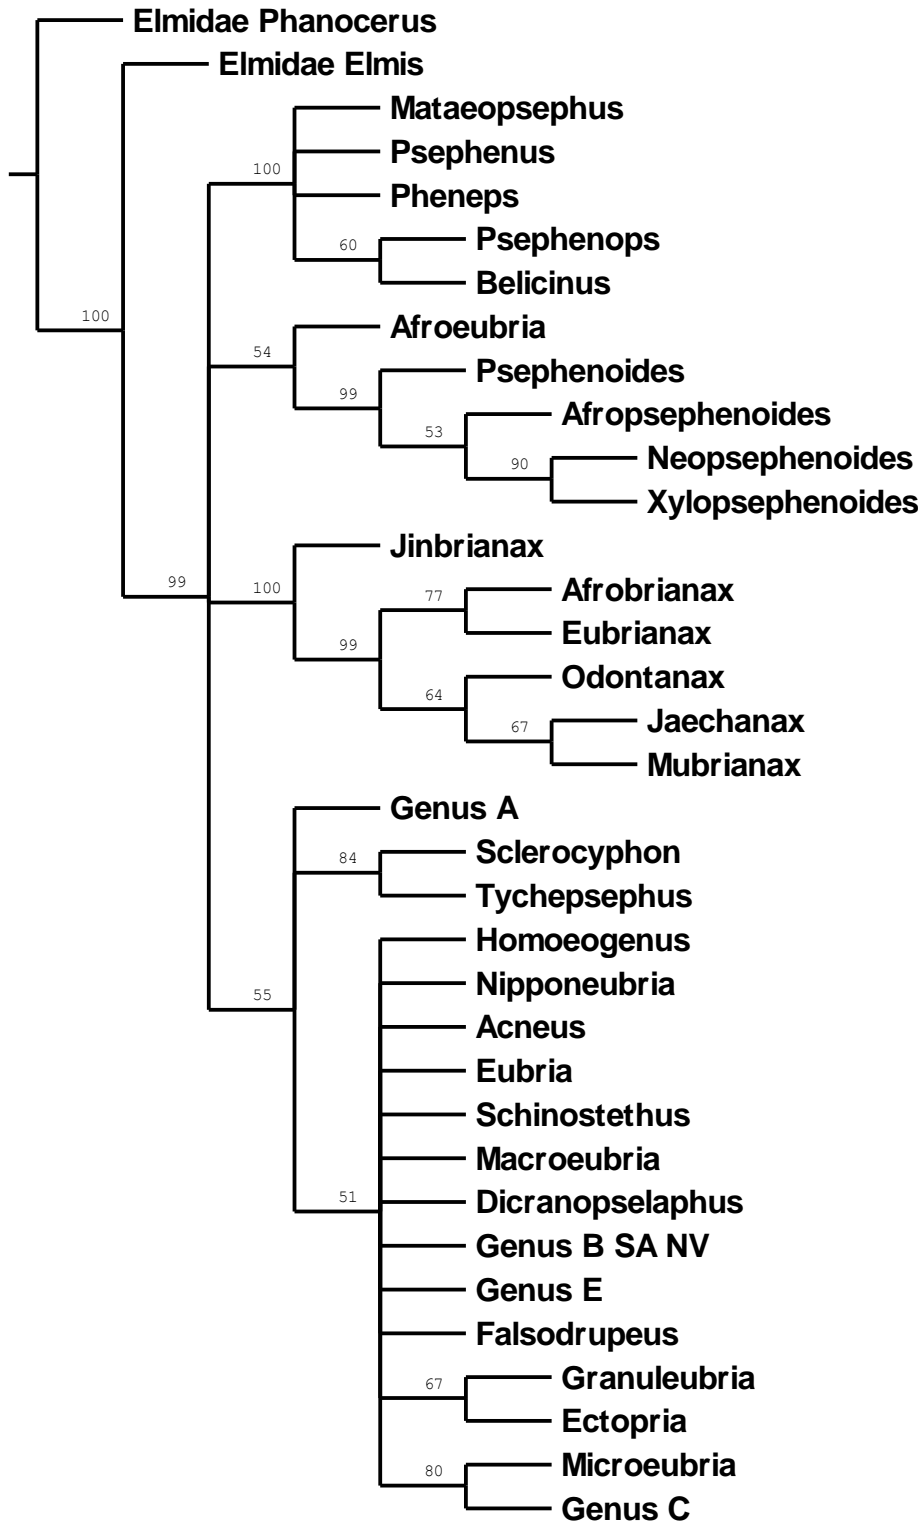 Elmidae Phanocerus
Elmidae Elmis
Mataeopsephus
Psephenus
100
Pheneps
Psephenops
60
Belicinus
100
Afroeubria
54
Psephenoides
99
Afropsephenoides
53
Neopsephenoides
90
Xylopsephenoides
Jinbrianax
99
100
Afrobrianax
77
Eubrianax
99
Odontanax
64
Jaechanax
67
Mubrianax
Genus A
Sclerocyphon
84
Tychepsephus
Homoeogenus
Nipponeubria
55
Acneus
Eubria
Schinostethus
Macroeubria
51
Dicranopselaphus
Genus B SA NV
Genus E
Falsodrupeus
Granuleubria
67
Ectopria
Microeubria
80
Genus C